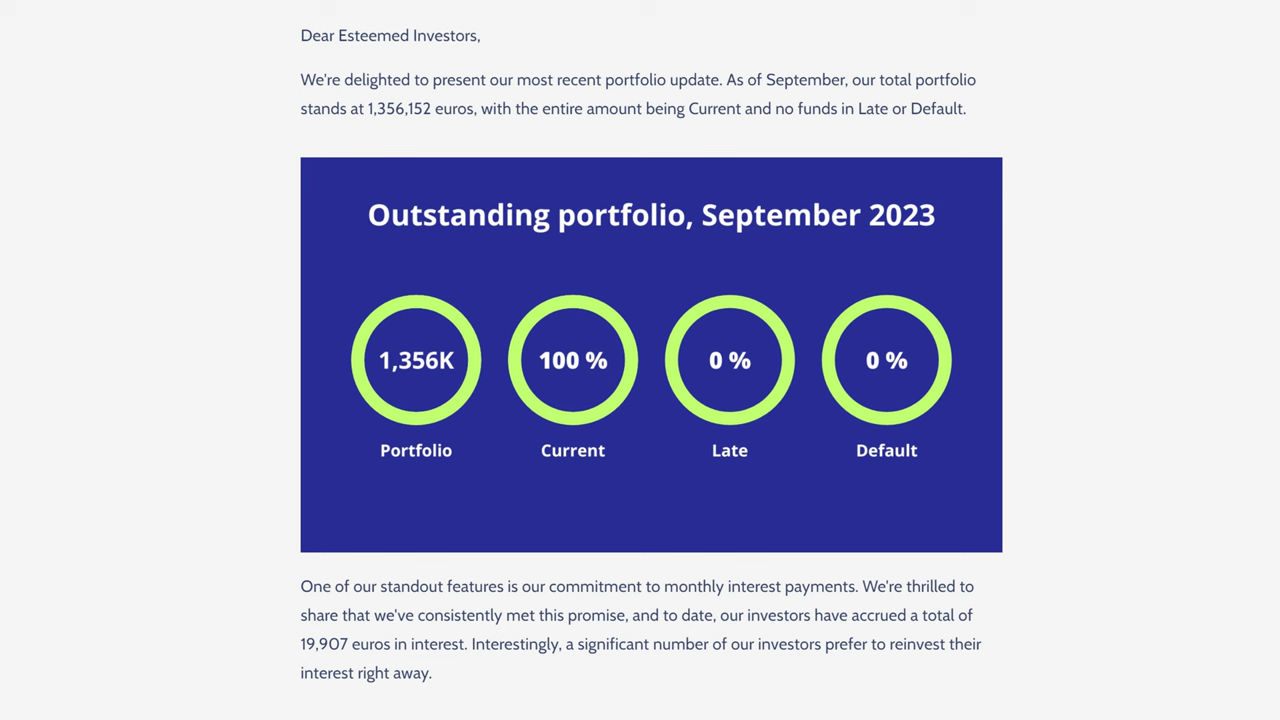 Dear Esteemed Investors,
We're delighted to present our most recent portfolio update. As of September, our total portfolio
stands at 1,356,152 euros, with the entire amount being Current and no funds in Late or Default.
Outstanding portfolio, September 2023
1,356K
100 %
0 %
0 %
Portfolio
Current
Late
Default
One of our standout features is our commitment to monthly interest payments. We're thrilled to
share that we've consistently met this promise, and to date, our investors have accrued a total of
19,907 euros in interest. Interestingly, a significant number of our investors prefer to reinvest their
interest right away.